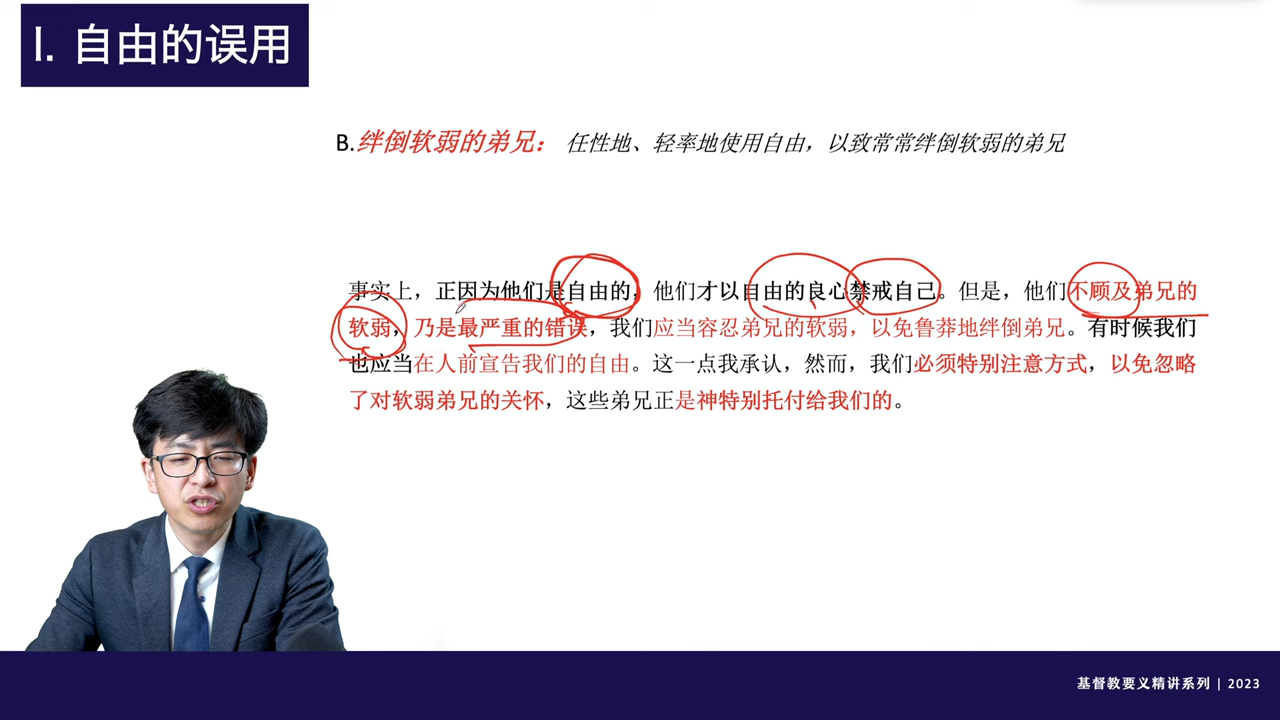 I. 自由的误用
B.绊倒软弱的弟兄： 任性地、轻率地使用自由，以致常常绊倒软弱的弟兄
事实上，正因为他们是自由的，他们才以自由的良心禁戒自己。但是，他们不顾及弟兄的
软弱，乃是最严重的错误，我们应当容忍弟兄的软弱，以免鲁莽地绊倒弟兄。有时候我们
也应当在人前宣告我们的自由。这一点我承认，然而，我们必须特别注意方式，以免忽略
了对软弱弟兄的关怀，这些弟兄正是神特别托付给我们的。
基督教要义精讲系列 | 2023